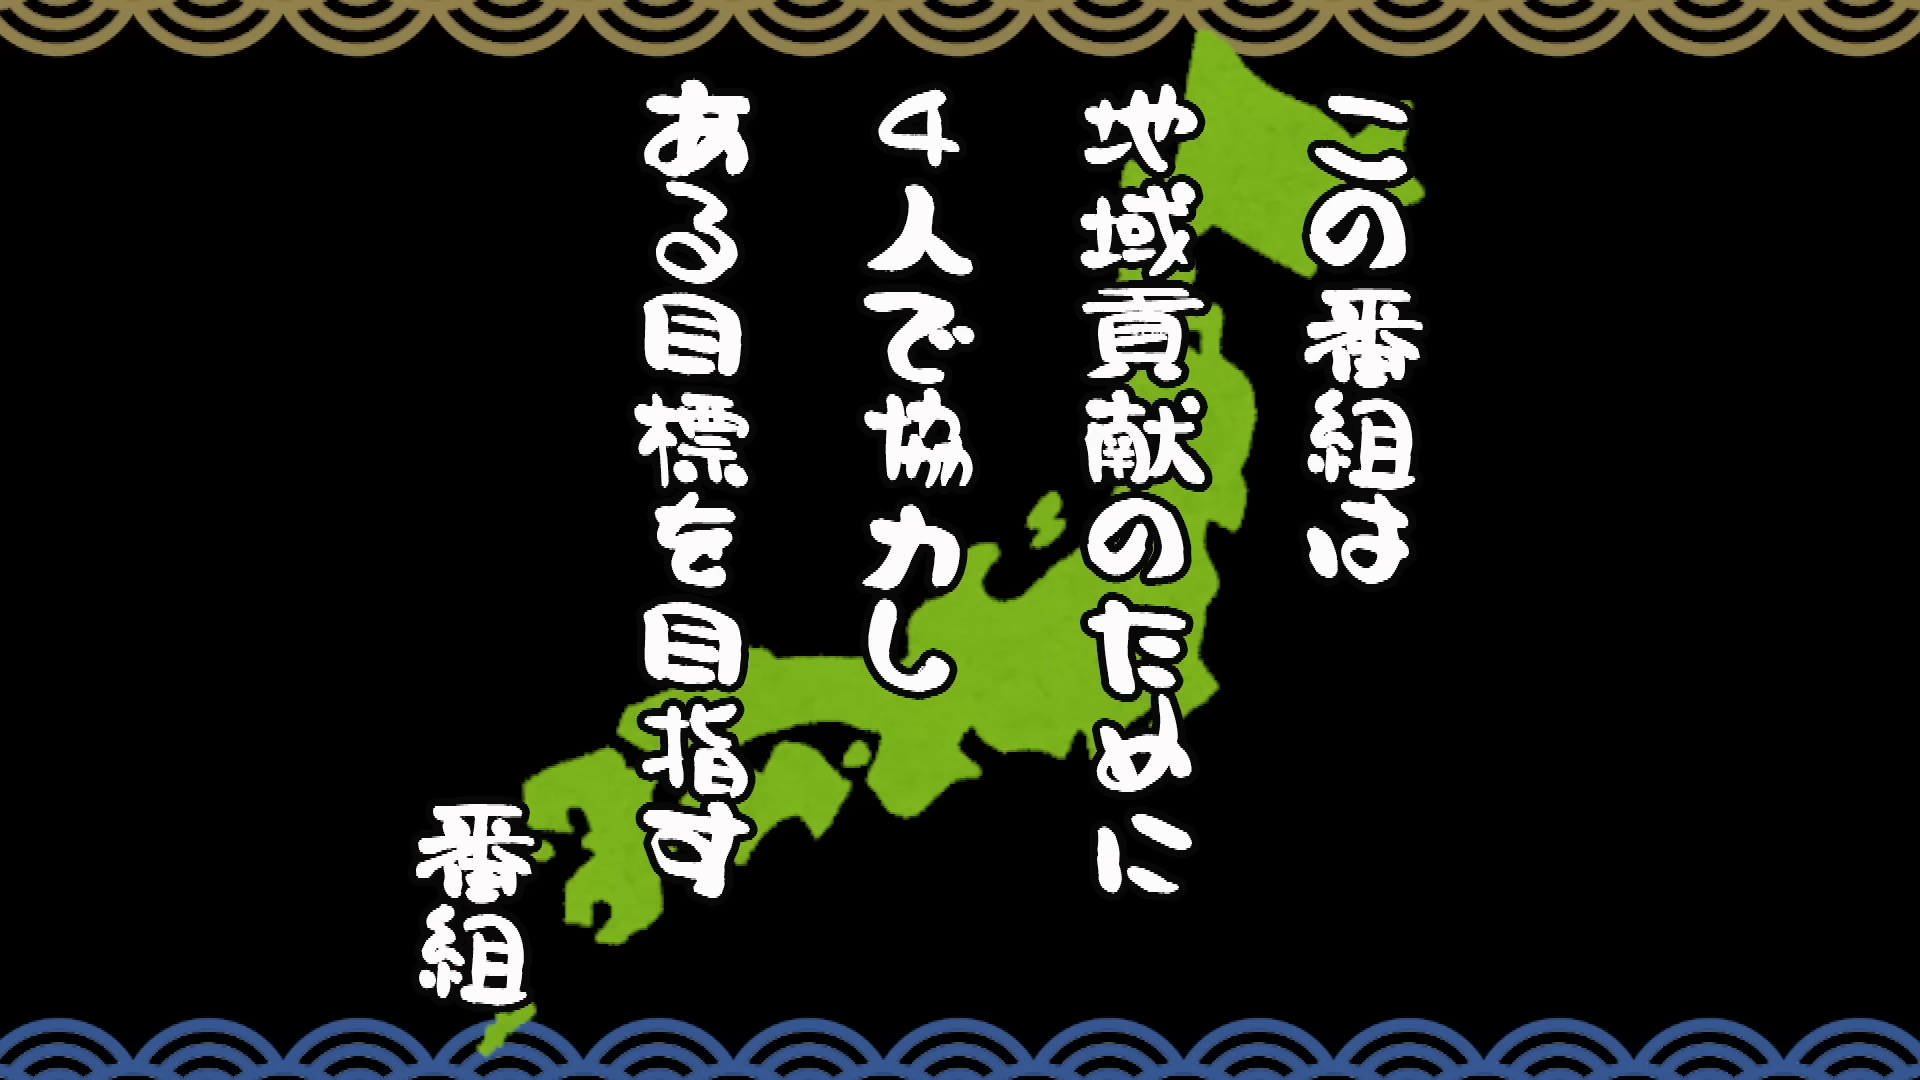 この番組は
地域貢献のために
4人で協力し
ある目標を目指す
番組